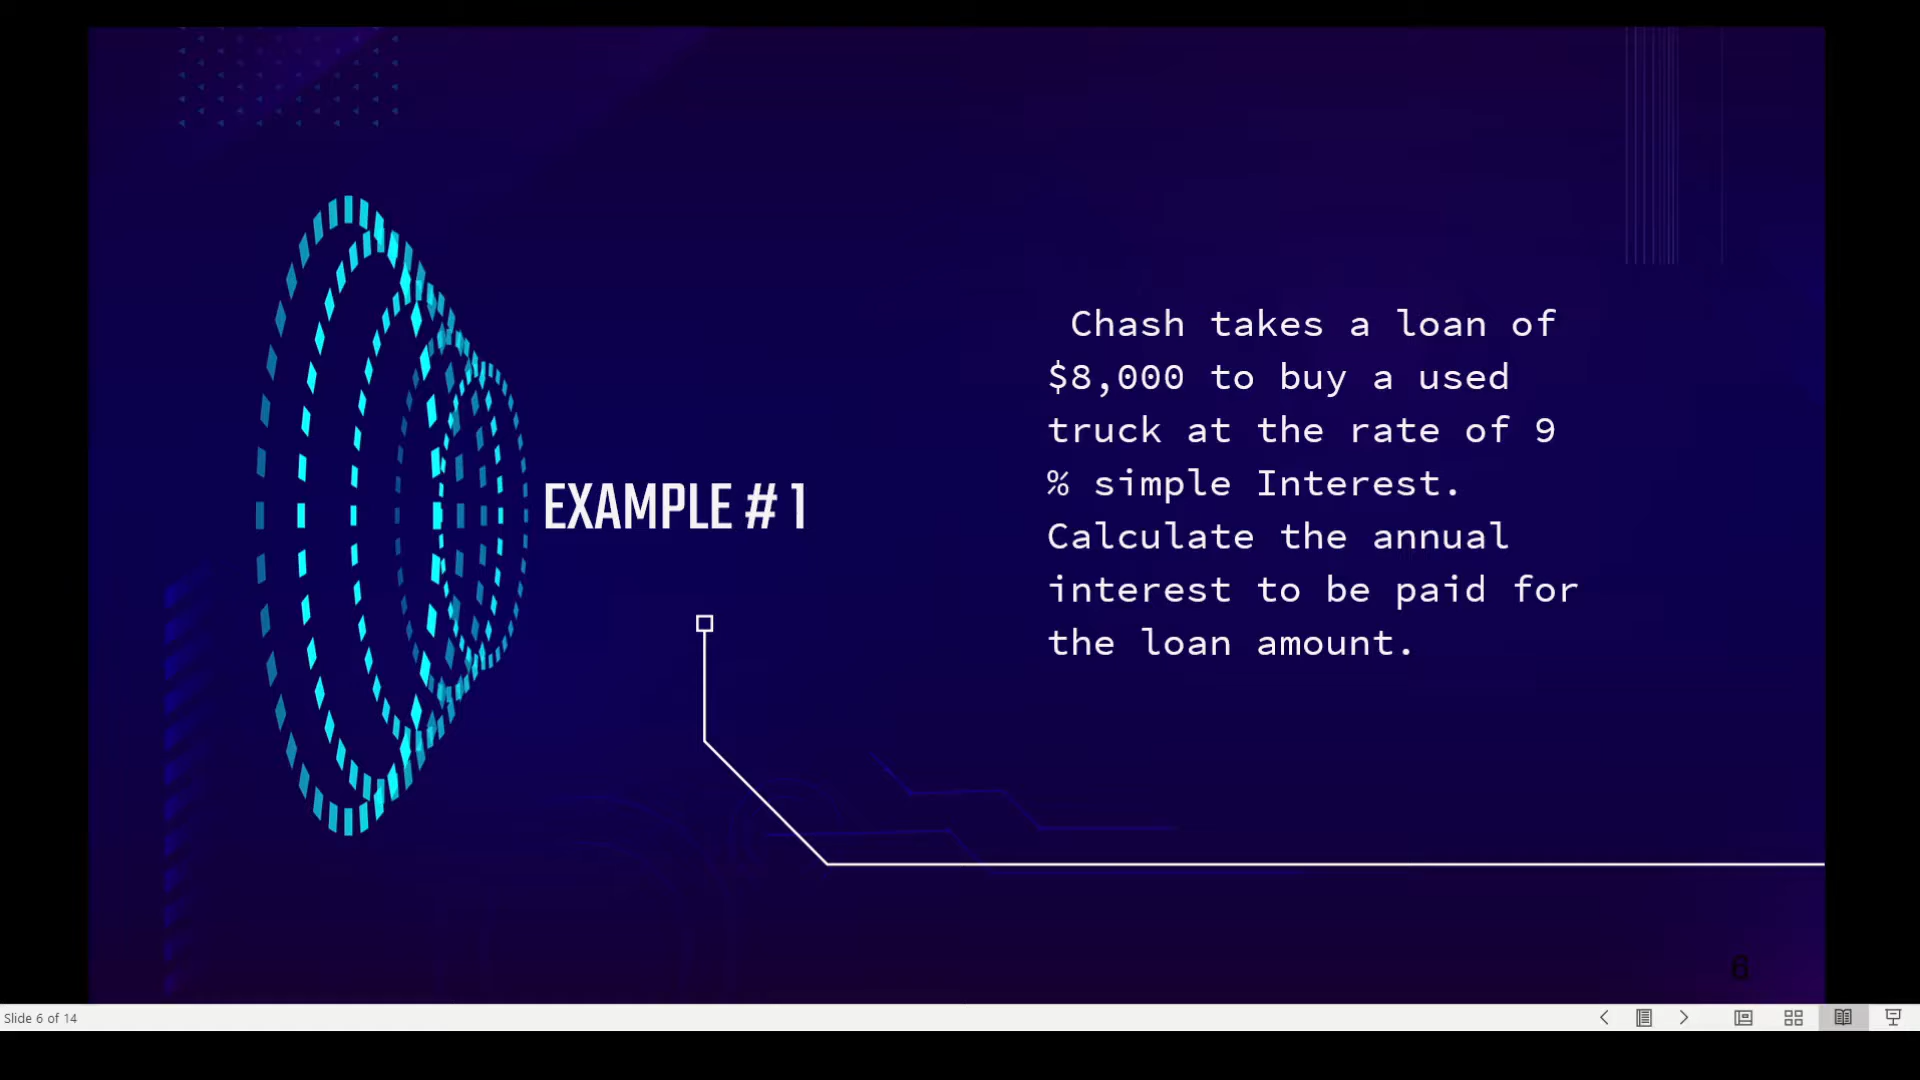 EXAMPLE # 1
Chash takes a loan of
$8,000 to buy a used
truck at the rate of 9
% simple Interest.
Calculate the annual
interest to be paid for
the loan amount.
6
Slide 6 of 14